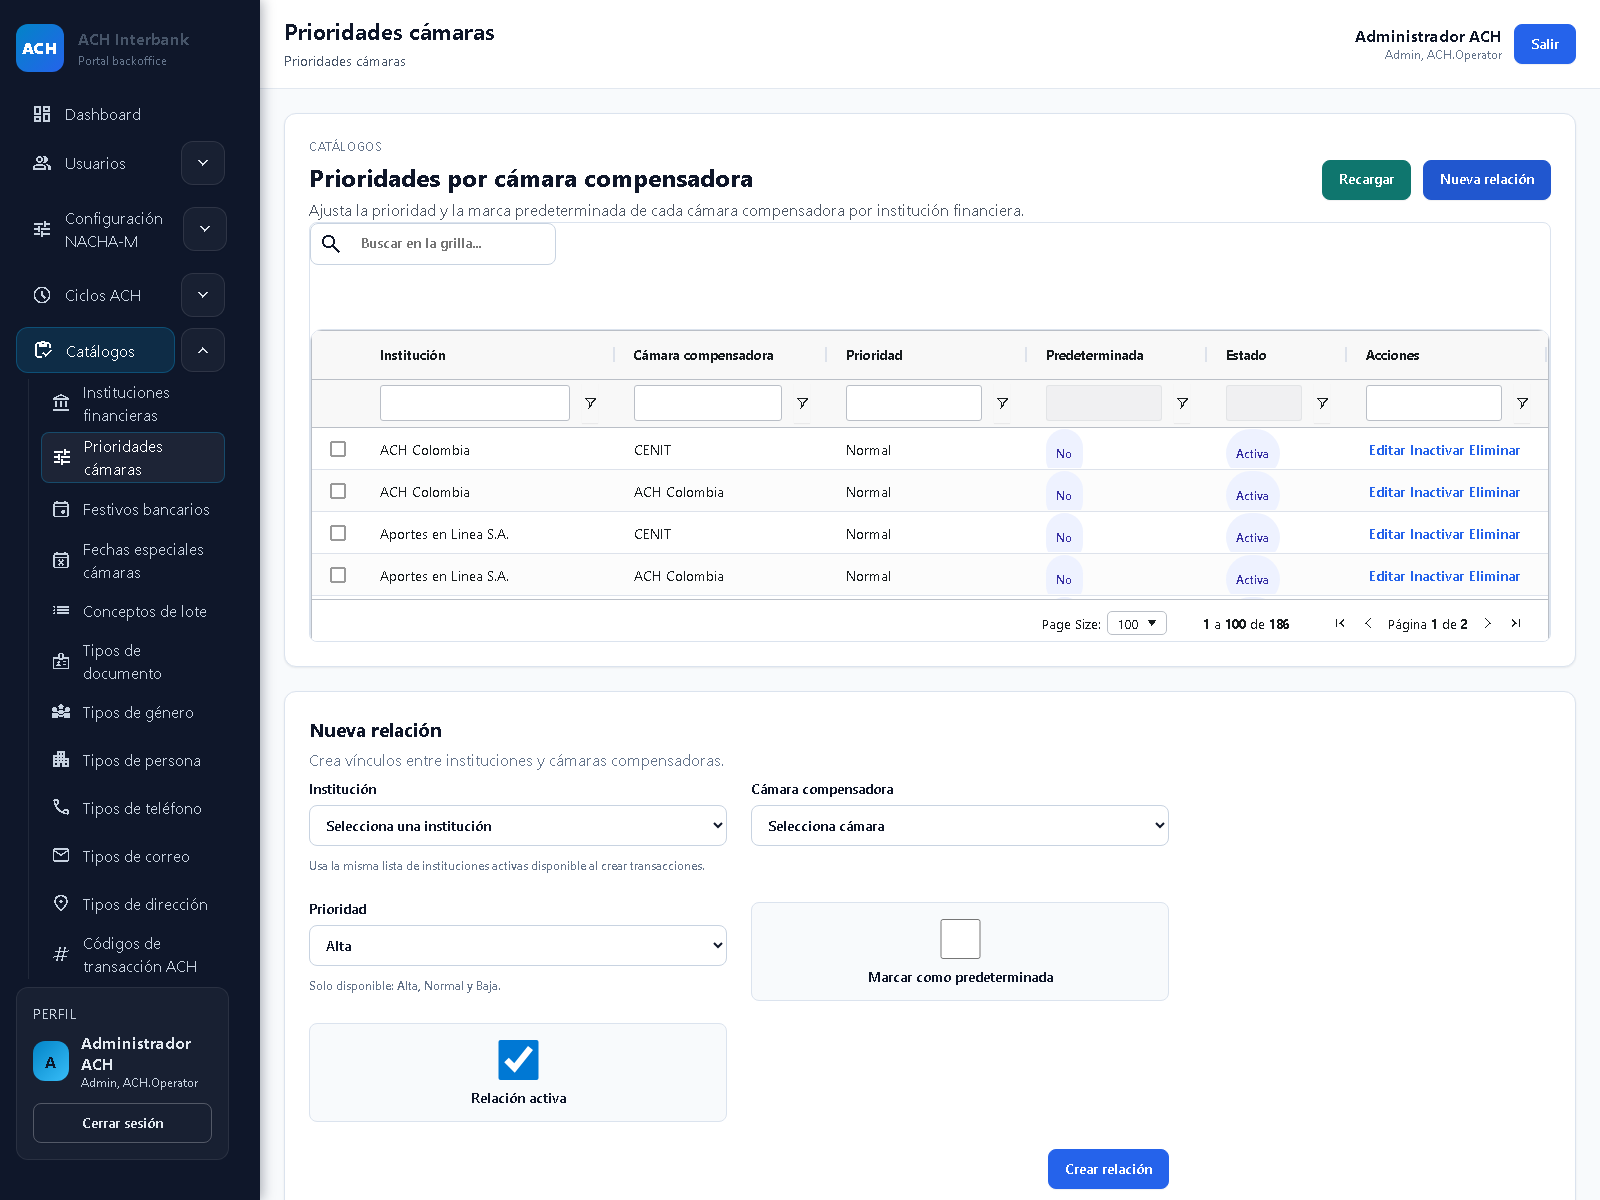 ACH
ACH Interbank
Portal backoffice
Dashboard
Usuarios
Configuración
NACHA-M
Ciclos ACH
Catálogos
Instituciones
financieras
Prioridades
cámaras
Festivos bancarios
Fechas especiales
cámaras
Conceptos de lote
Tipos de
documento
Tipos de género
Tipos de persona
Tipos de teléfono
Tipos de correo
Tipos de dirección
Códigos de
transacción ACH
PERFIL
A
Administrador
ACH
Admin, ACH.Operator
Cerrar sesión
Prioridades cámaras
Prioridades cámaras
Administrador ACH
Admin, ACH.Operator
Salir
CATÁLOGOS
Prioridades por cámara compensadora
Ajusta la prioridad y la marca predeterminada de cada cámara compensadora por institución financiera.
Recargar
Nueva relación
Buscar en la grilla...
Institución Cámara compensadora Prioridad Predeterminada Estado Acciones
ACH Colombia CENIT Normal No Activa Editar Inactivar Eliminar
ACH Colombia ACH Colombia Normal No Activa Editar Inactivar Eliminar
Aportes en Linea S.A. CENIT Normal No Activa Editar Inactivar Eliminar
Aportes en Linea S.A. ACH Colombia Normal No Activa Editar Inactivar Eliminar
Page Size: 100 1 a 100 de 186 Página 1 de 2
Nueva relación
Crea vínculos entre instituciones y cámaras compensadoras.
Institución
Selecciona una institución
Usa la misma lista de instituciones activas disponible al crear transacciones.
Cámara compensadora
Selecciona cámara
Prioridad
Alta
Solo disponible: Alta, Normal y Baja.
Marcar como predeterminada
Relación activa
Crear relación